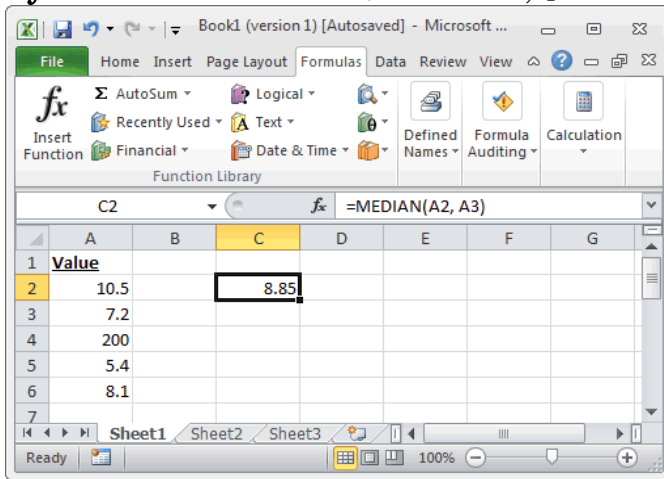 Book1 (version 1) [Autosaved] - Microsoft ...
File Home Insert Page Layout Formulas Data Review View
Σ AutoSum Logical
Insert Function Recently Used Text Defined Names Formula Auditing Calculation
Financial Date & Time
Function Library
C2 fx =MEDIAN(A2, A3)
A B C D E F G
1 Value
2 10.5 8.85
3 7.2
4 200
5 5.4
6 8.1
7
Sheet1 Sheet2 Sheet3
Ready 100%